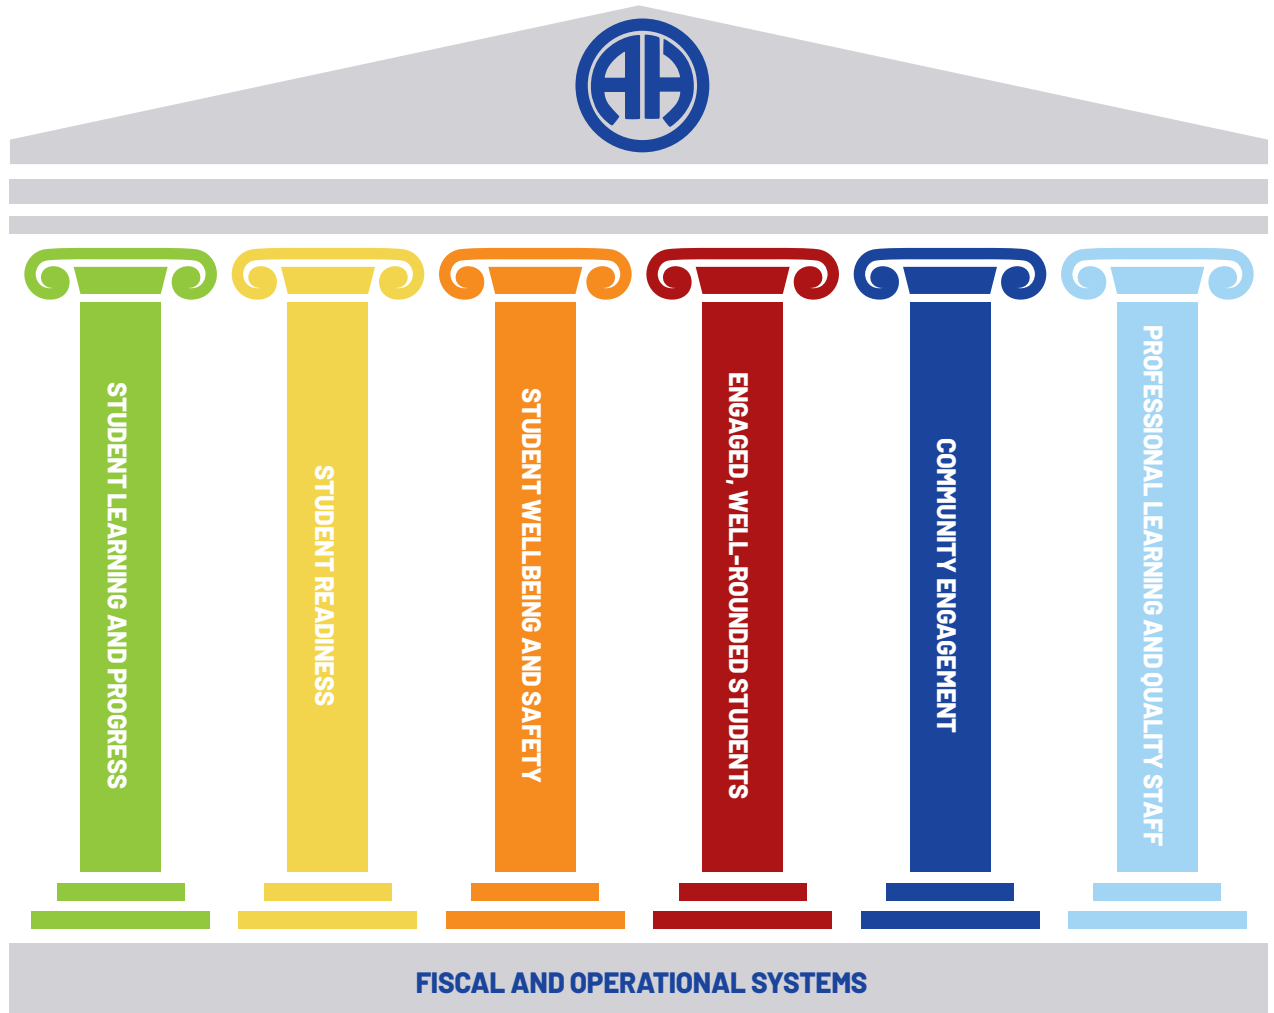 AH
STUDENT LEARNING AND PROGRESS
STUDENT READINESS
STUDENT WELLBEING AND SAFETY
ENGAGED, WELL-ROUNDED STUDENTS
COMMUNITY ENGAGEMENT
PROFESSIONAL LEARNING AND QUALITY STAFF
FISCAL AND OPERATIONAL SYSTEMS